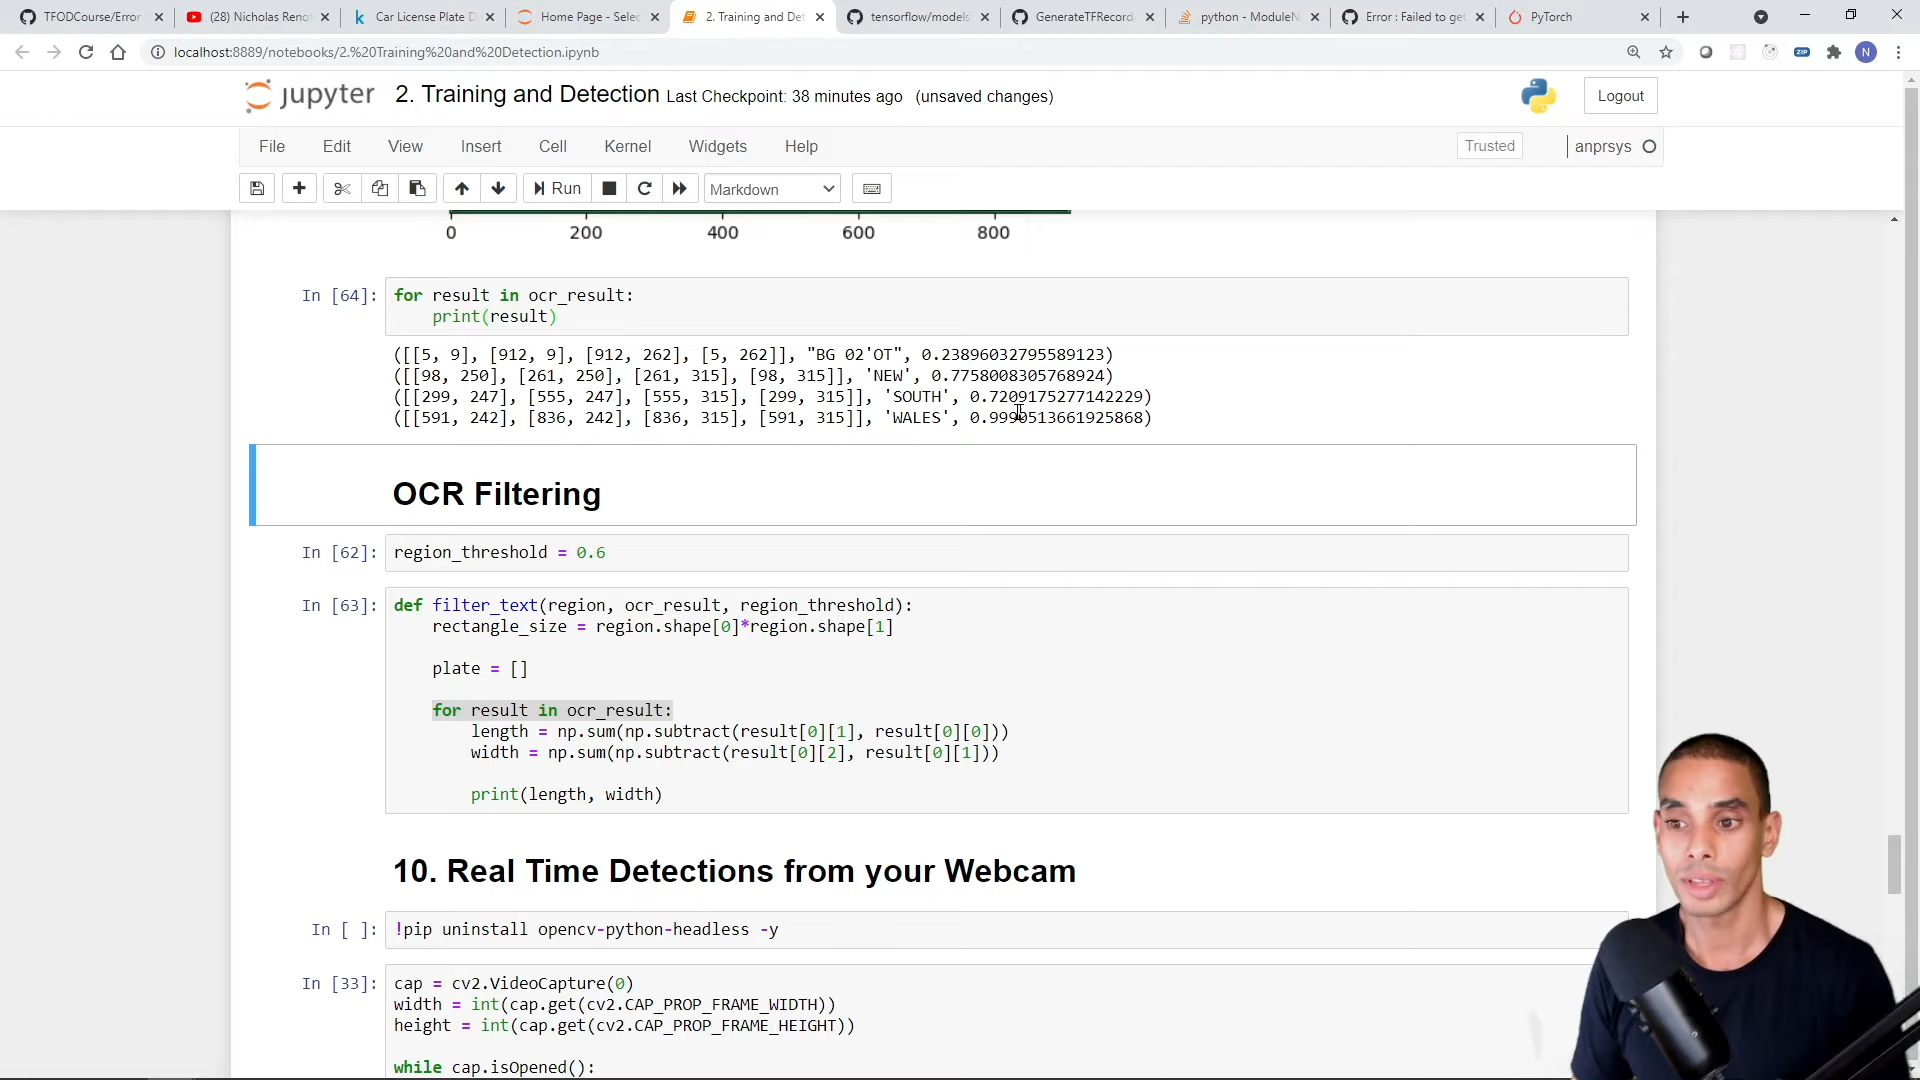 TFODCourse/Error
(28) Nicholas Reno
Car License Plate D
Home Page - Selec
2. Training and Det
tensorflow/models
GenerateTFRecord
python - ModuleN
Error : Failed to get
PyTorch
localhost:8889/notebooks/2.%20Training%20and%20Detection.ipynb
ZIP
N
jupyter 2. Training and Detection Last Checkpoint: 38 minutes ago (unsaved changes)
Logout
File Edit View Insert Cell Kernel Widgets Help
Trusted
anprsys
Run
Markdown
0 200 400 600 800
In [64]: for result in ocr_result:
print(result)
([[5, 9], [912, 9], [912, 262], [5, 262]], "BG 02'OT", 0.23896032795589123)
([[98, 250], [261, 250], [261, 315], [98, 315]], 'NEW', 0.7758008305768924)
([[299, 247], [555, 247], [555, 315], [299, 315]], 'SOUTH', 0.7209175277142229)
([[591, 242], [836, 242], [836, 315], [591, 315]], 'WALES', 0.9990513661925868)
OCR Filtering
In [62]: region_threshold = 0.6
In [63]: def filter_text(region, ocr_result, region_threshold):
rectangle_size = region.shape[0]*region.shape[1]
plate = []
for result in ocr_result:
length = np.sum(np.subtract(result[0][1], result[0][0]))
width = np.sum(np.subtract(result[0][2], result[0][1]))
print(length, width)
10. Real Time Detections from your Webcam
In [ ]: !pip uninstall opencv-python-headless -y
In [33]: cap = cv2.VideoCapture(0)
width = int(cap.get(cv2.CAP_PROP_FRAME_WIDTH))
height = int(cap.get(cv2.CAP_PROP_FRAME_HEIGHT))
while cap.isOpened():